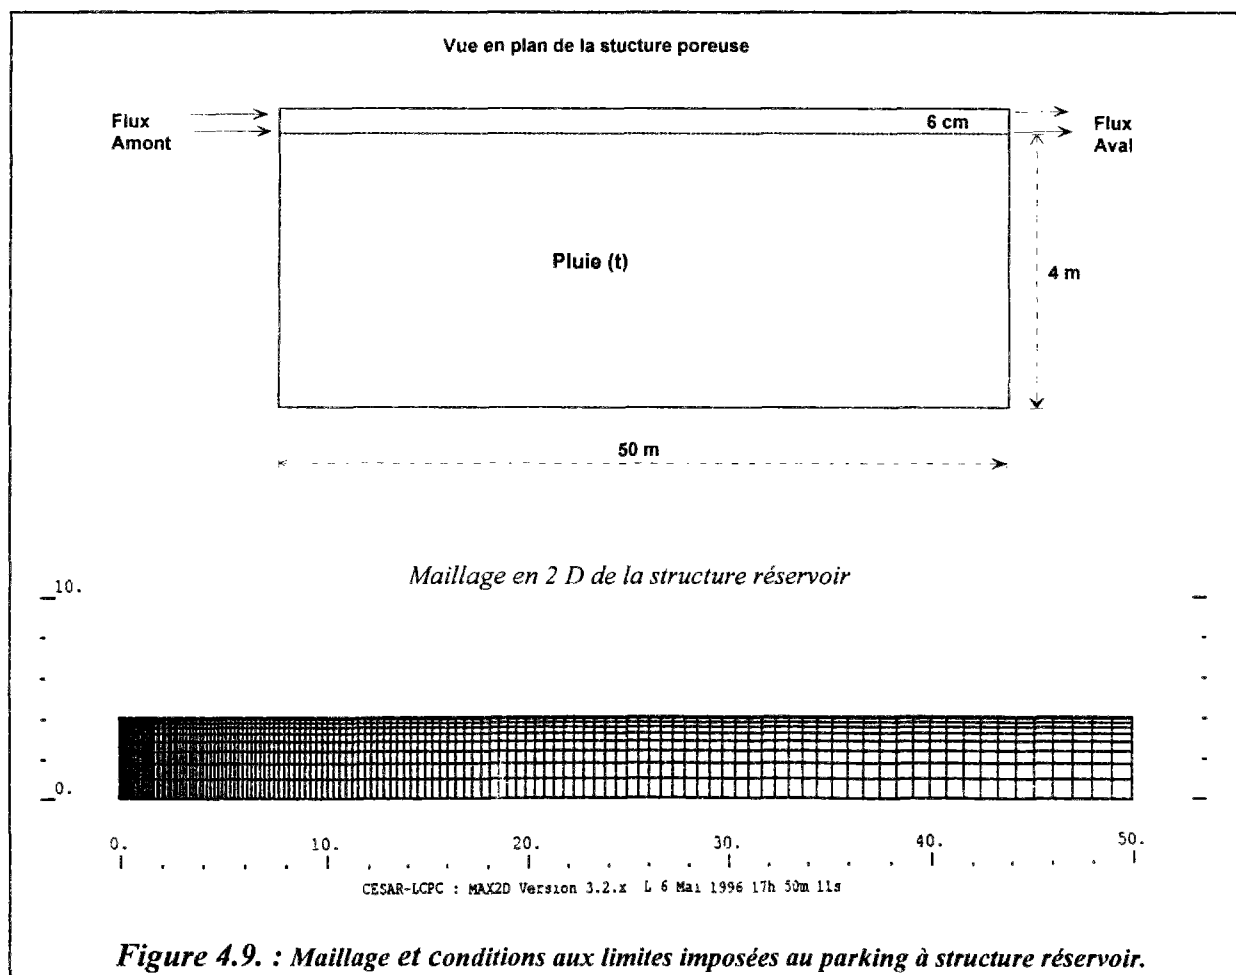 Vue en plan de la stucture poreuse
Flux
Amont
6 cm
Flux
Aval
Pluie (t)
4 m
50 m
Maillage en 2 D de la structure réservoir
10.
0.
0. 10. 20. 30. 40. 50.
CESAR-LCPC : MAX2D Version 3.2.x L 6 Mai 1996 17h 50m 11s
Figure 4.9. : Maillage et conditions aux limites imposées au parking à structure réservoir.